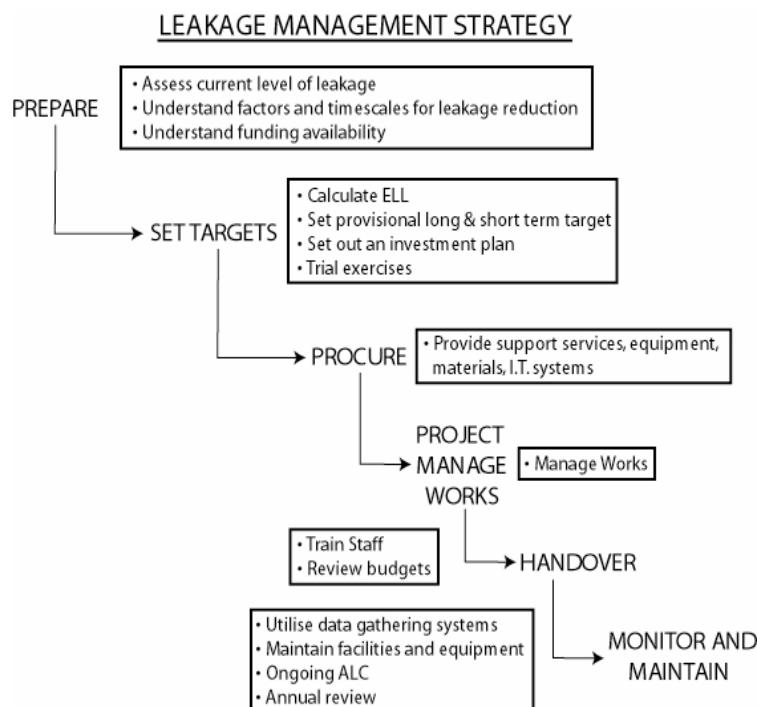 LEAKAGE MANAGEMENT STRATEGY
PREPARE
• Assess current level of leakage
• Understand factors and timescales for leakage reduction
• Understand funding availability
SET TARGETS
• Calculate ELL
• Set provisional long & short term target
• Set out an investment plan
• Trial exercises
PROCURE
• Provide support services, equipment,
materials, I.T. systems
PROJECT
MANAGE
WORKS
• Manage Works
• Train Staff
• Review budgets
HANDOVER
• Utilise data gathering systems
• Maintain facilities and equipment
• Ongoing ALC
• Annual review
MONITOR AND
MAINTAIN